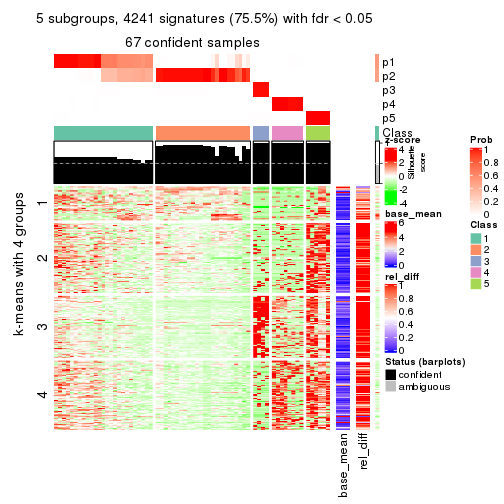 5 subgroups, 4241 signatures (75.5%) with fdr < 0.05
67 confident samples
p1
p2
p3
p4
p5
Class
1
Silhouette
score
k-means with 4 groups
1
2
3
4
base_mean
rel_diff
z-score
4
2
0
-2
-4
base_mean
6
4
2
0
rel_diff
1
0.8
0.6
0.4
0.2
0
Status (barplots)
confident
ambiguous
Prob
1
0.8
0.6
0.4
0.2
0
Class
1
2
3
4
5